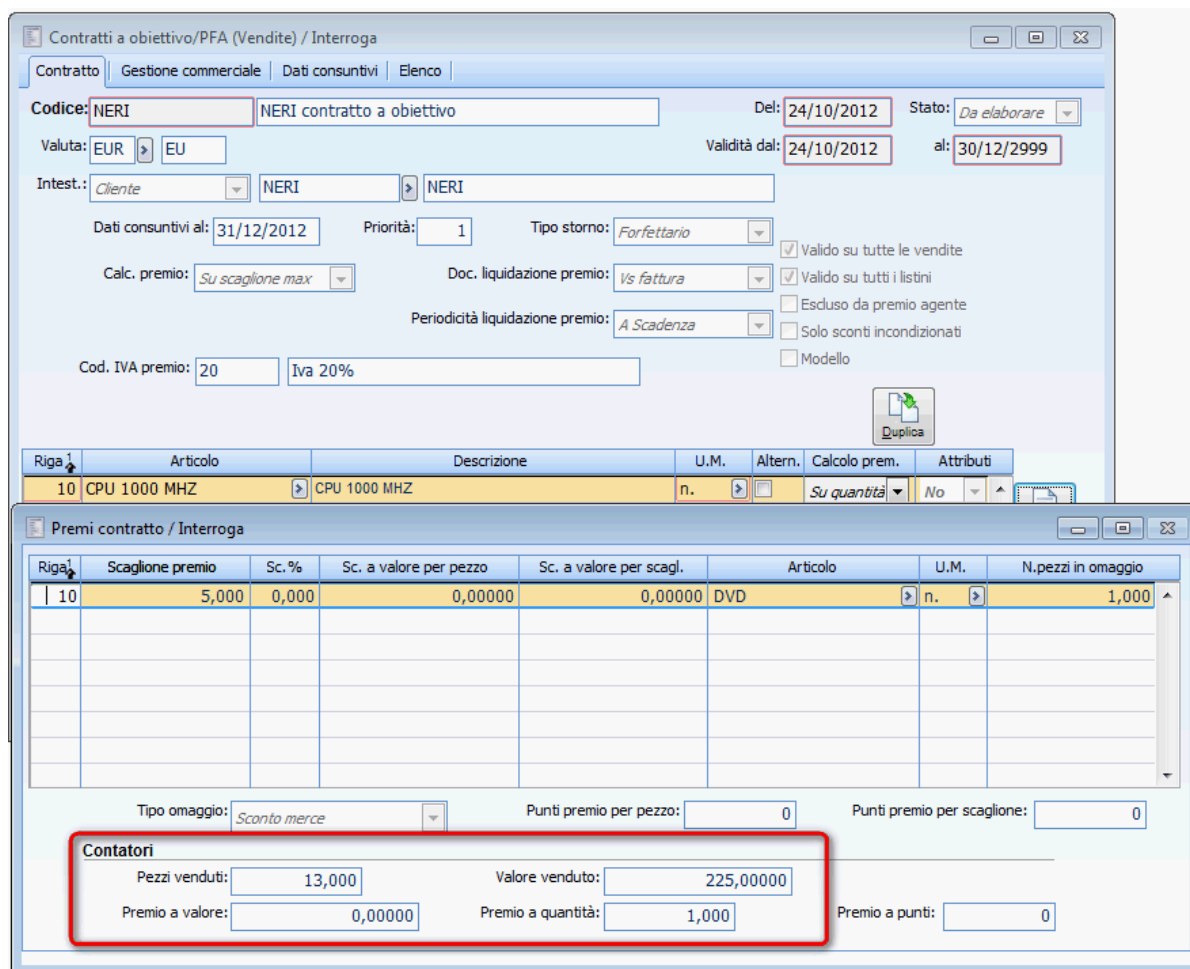 Contratti a obiettivo/PFA (Vendite) / Interroga
Contratto Gestione commerciale Dati consuntivi Elenco
Codice: NERI NERI contratto a obiettivo Del: 24/10/2012 Stato: Da elaborare
Valuta: EUR EU Validità dal: 24/10/2012 al: 30/12/2999
Intest.: Cliente NERI NERI
Dati consuntivi al: 31/12/2012 Priorità: 1 Tipo storno: Forfettario
Valido su tutte le vendite
Calc. premio: Su scaglione max Doc. liquidazione premio: Vs fattura Valido su tutti i listini
Escluso da premio agente
Periodicità liquidazione premio: A Scadenza Solo sconti incondizionati
Modello
Cod. IVA premio: 20 Iva 20%
Duplica
Riga 1 Articolo Descrizione U.M. Altern. Calcolo prem. Attributi
10 CPU 1000 MHZ CPU 1000 MHZ n. Su quantità No
Premi contratto / Interroga
Riga 1 Scaglione premio Sc.% Sc. a valore per pezzo Sc. a valore per scagl. Articolo U.M. N.pezzi in omaggio
10 5,000 0,000 0,00000 0,00000 DVD n. 1,000
Tipo omaggio: Sconto merce Punti premio per pezzo: 0 Punti premio per scaglione: 0
Contatori
Pezzi venduti: 13,000 Valore venduto: 225,00000
Premio a valore: 0,00000 Premio a quantità: 1,000 Premio a punti: 0